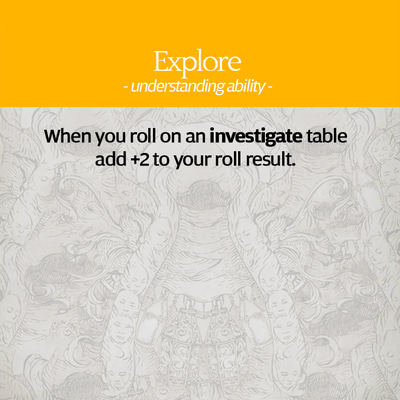 Explore
- understanding ability -
When you roll on an investigate table
add +2 to your roll result.